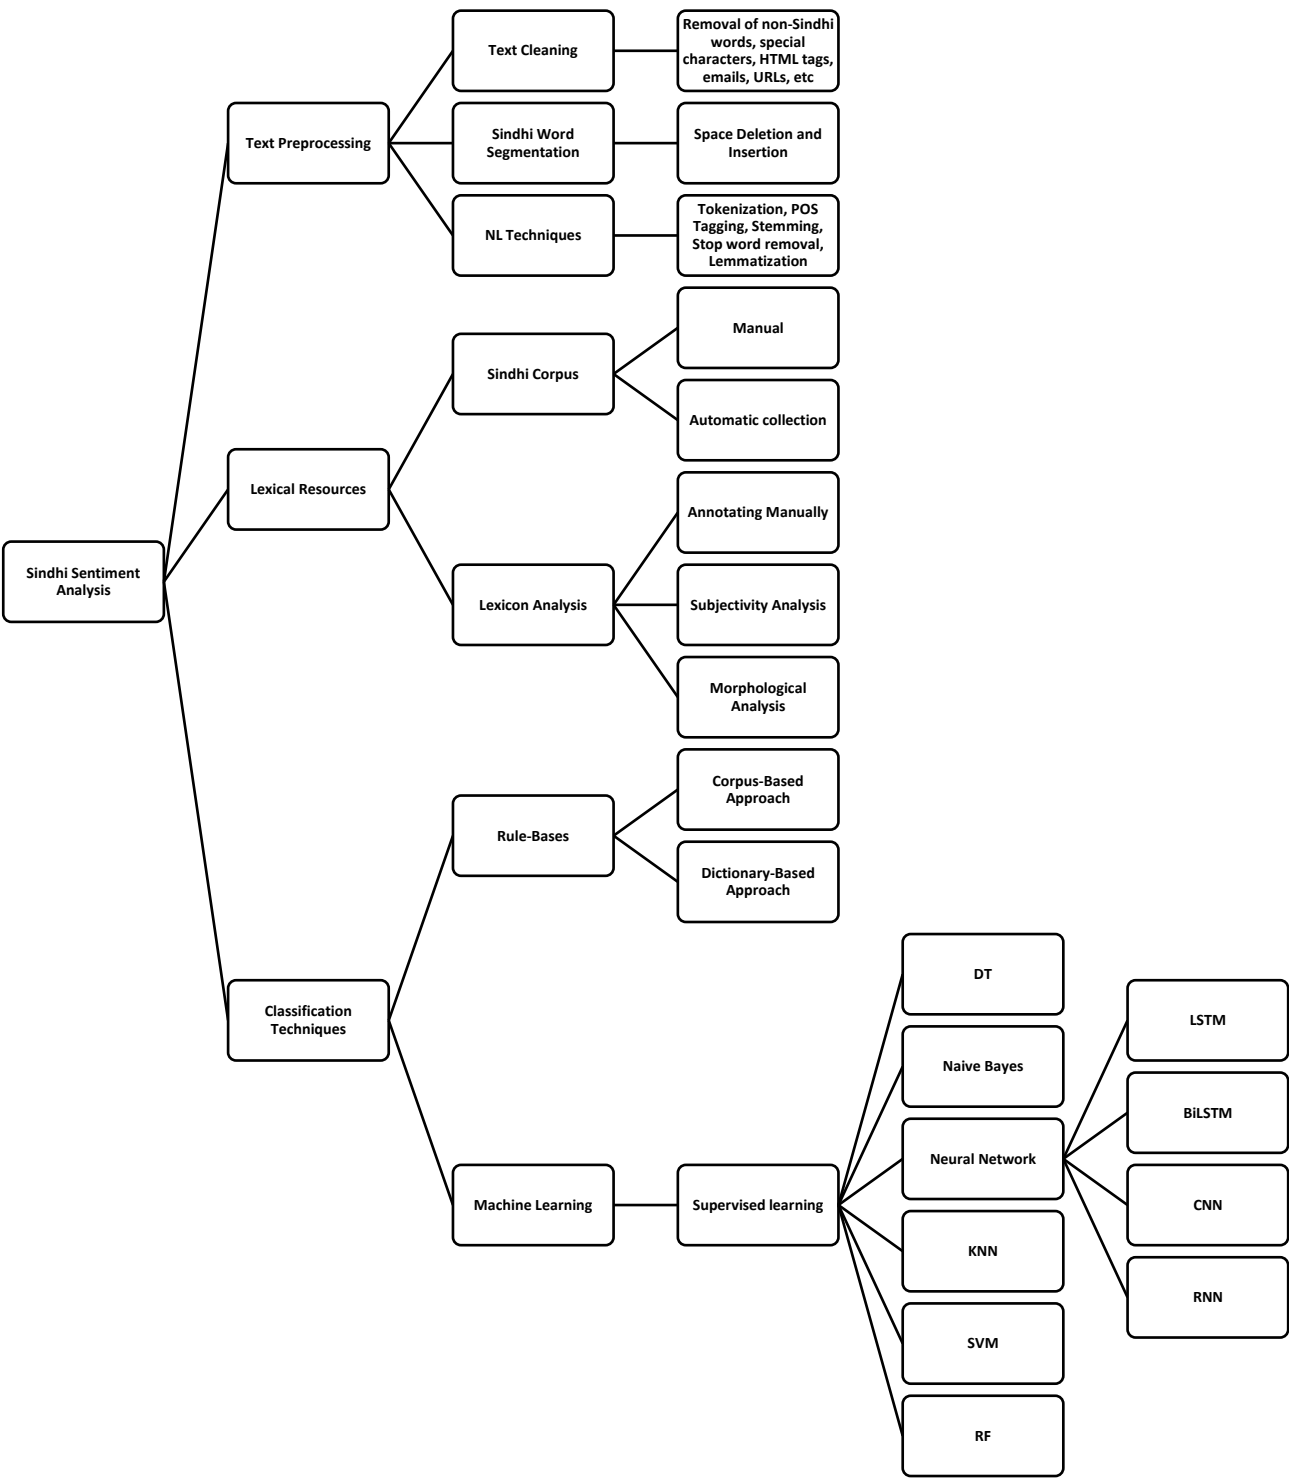 Sindhi Sentiment
Analysis
Text Preprocessing
Text Cleaning
Removal of non-Sindhi
words, special
characters, HTML tags,
emails, URLs, etc
Sindhi Word
Segmentation
Space Deletion and
Insertion
NL Techniques
Tokenization, POS
Tagging, Stemming,
Stop word removal,
Lemmatization
Lexical Resources
Sindhi Corpus
Manual
Automatic collection
Lexicon Analysis
Annotating Manually
Subjectivity Analysis
Morphological
Analysis
Classification
Techniques
Rule-Bases
Corpus-Based
Approach
Dictionary-Based
Approach
Machine Learning
Supervised learning
DT
Naive Bayes
Neural Network
LSTM
BiLSTM
CNN
RNN
KNN
SVM
RF